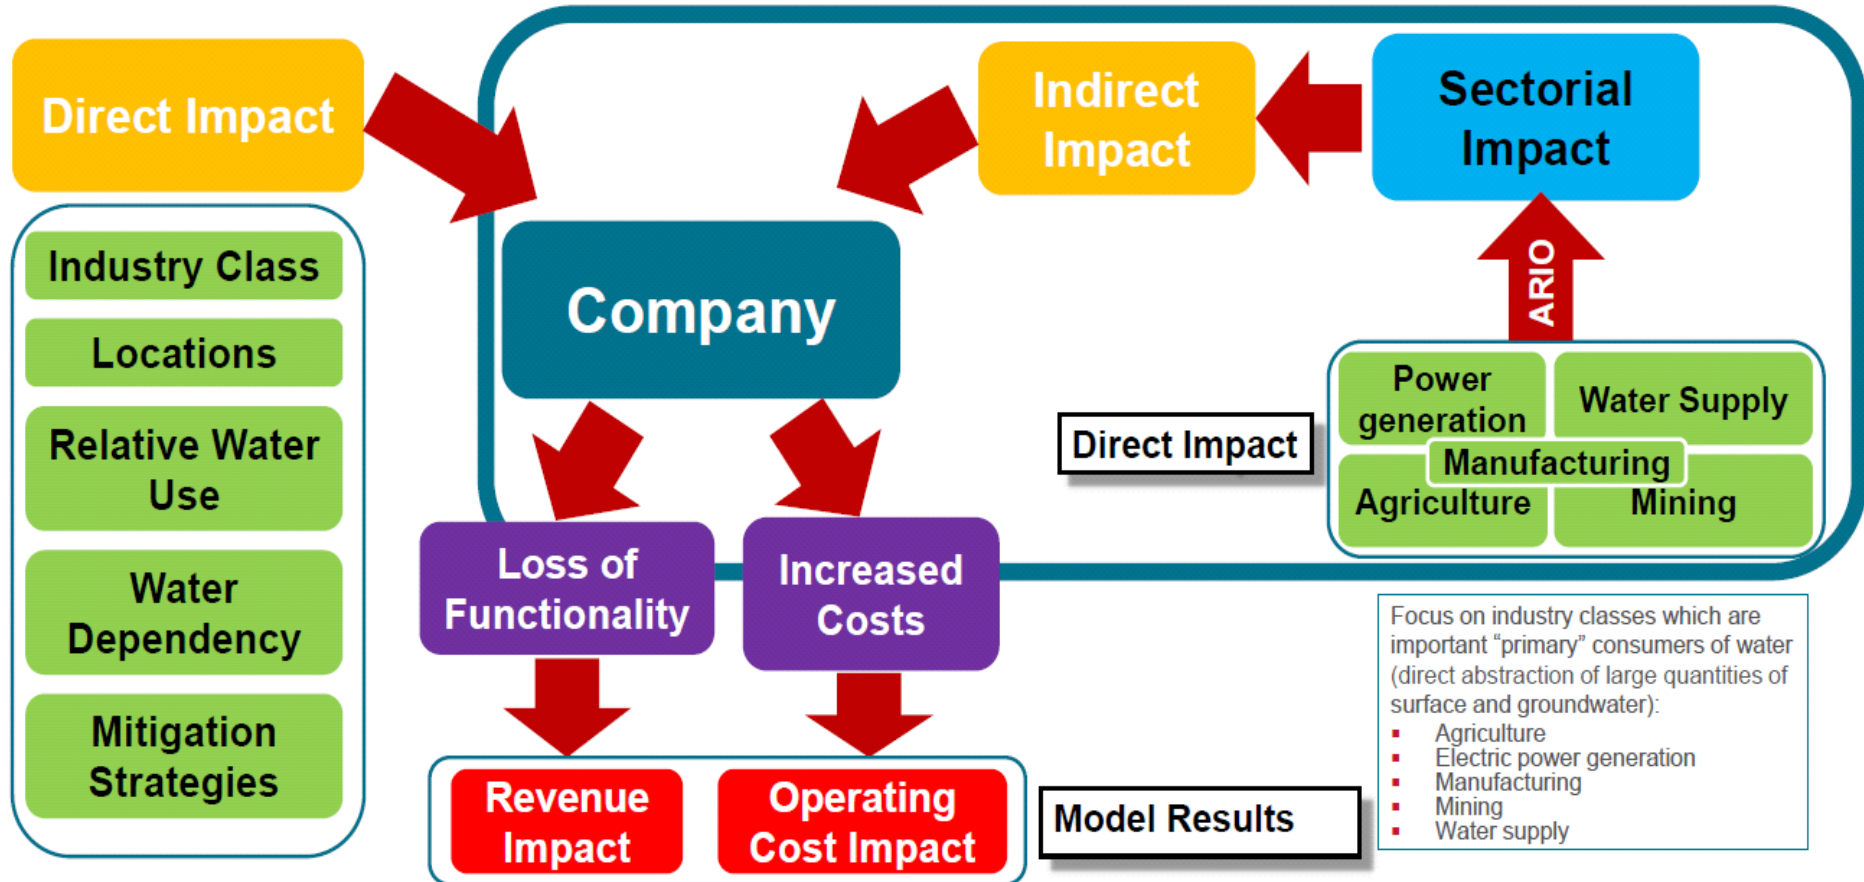 Direct Impact
Industry Class
Locations
Relative Water
Use
Water
Dependency
Mitigation
Strategies
Company
Indirect
Impact
Sectorial
Impact
ARIO
Direct Impact
Power
generation
Water Supply
Manufacturing
Agriculture
Mining
Loss of
Functionality
Increased
Costs
Revenue
Impact
Operating
Cost Impact
Model Results
Focus on industry classes which are
important “primary” consumers of water
(direct abstraction of large quantities of
surface and groundwater):
▪ Agriculture
▪ Electric power generation
▪ Manufacturing
▪ Mining
▪ Water supply